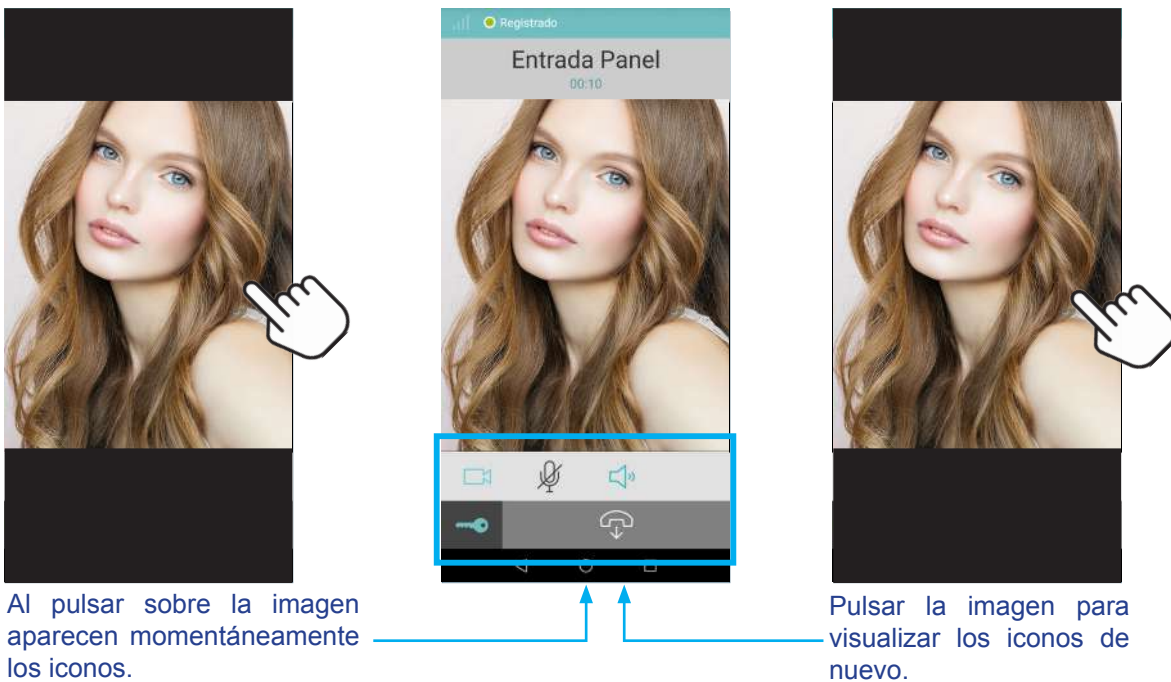 Registrado
Entrada Panel
00:10
Al pulsar sobre la imagen
aparecen momentáneamente
los iconos.
Pulsar la imagen para
visualizar los iconos de
nuevo.